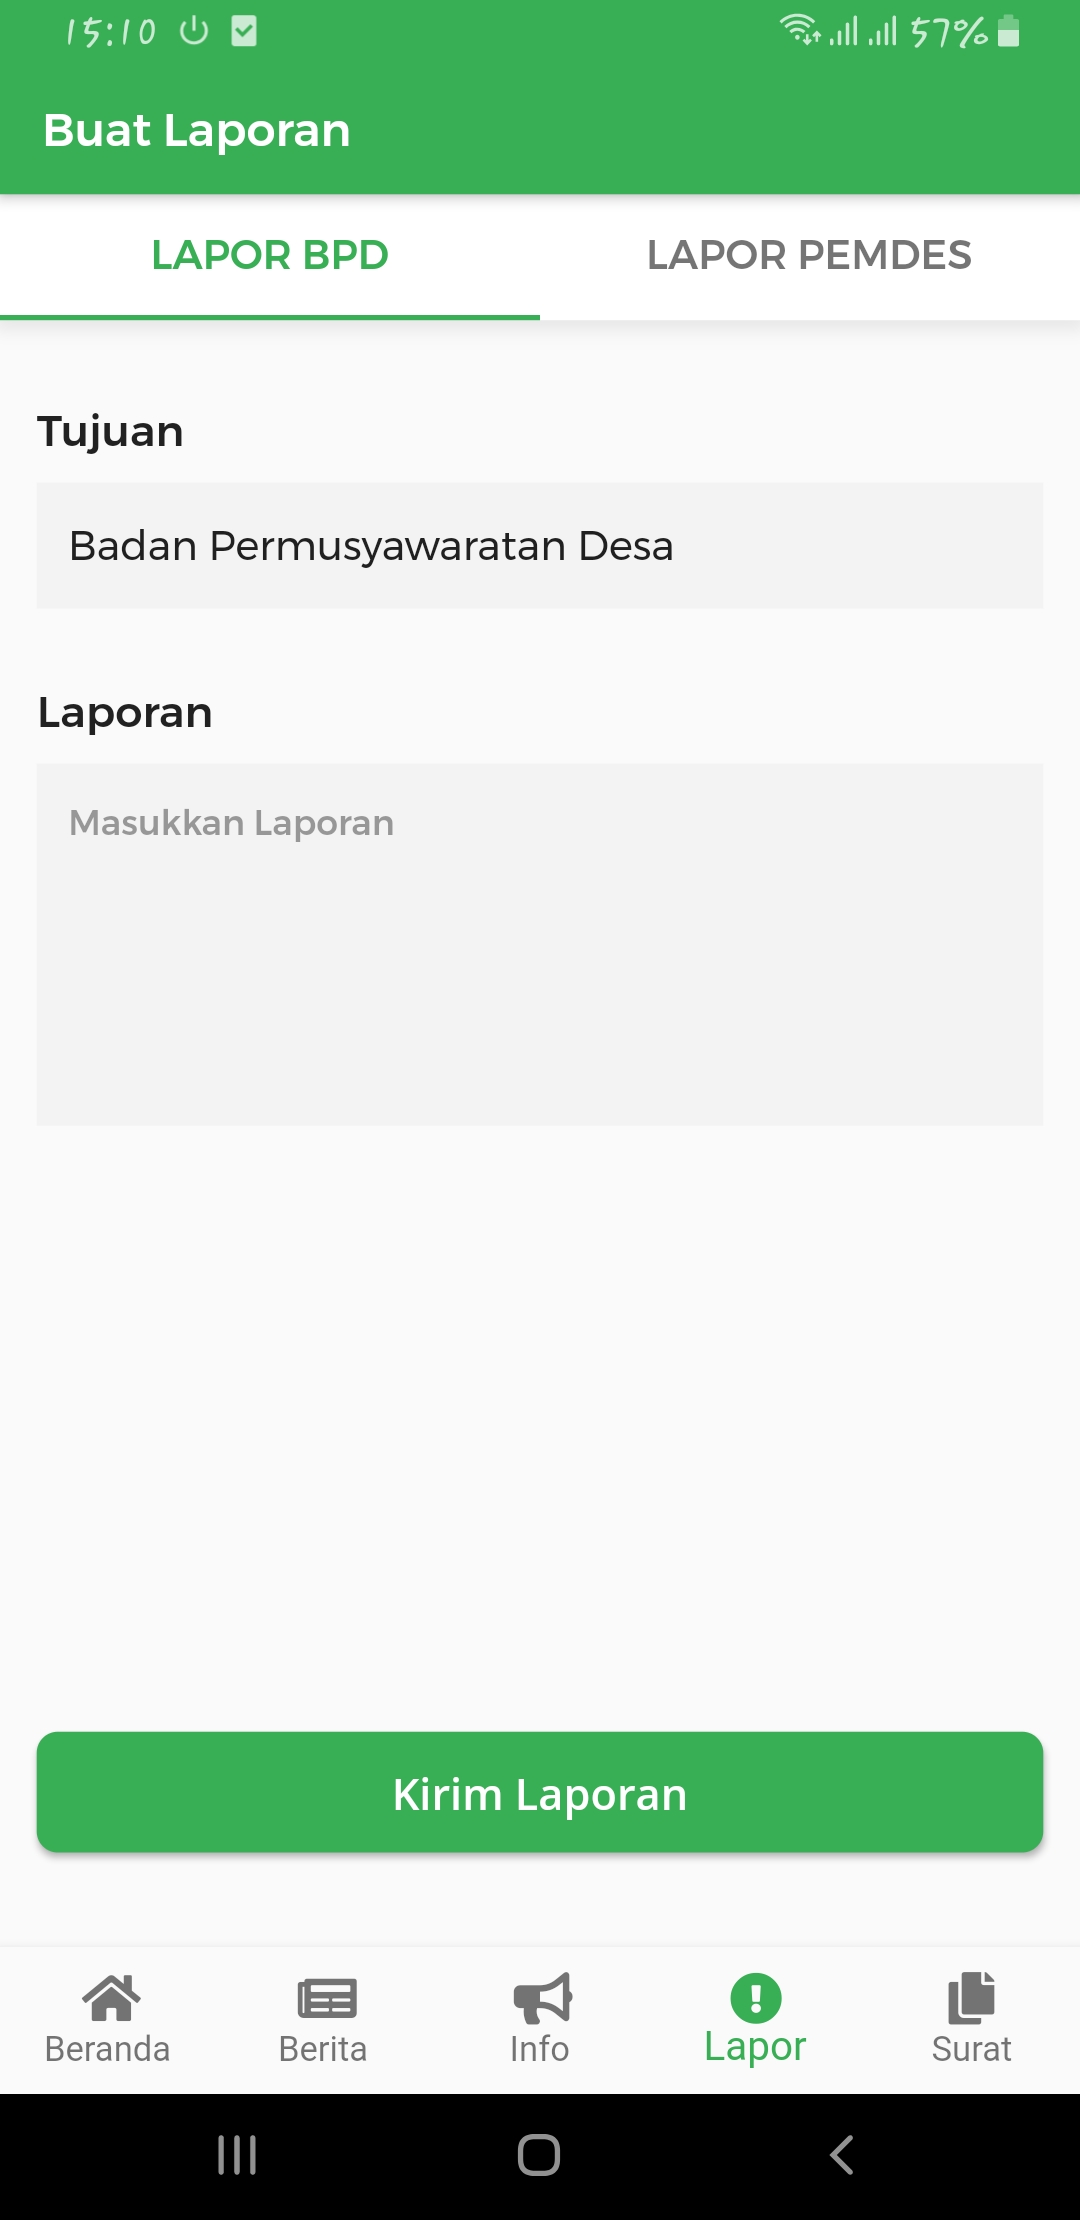 15:10 57%
Buat Laporan
LAPOR BPD LAPOR PEMDES
Tujuan
Badan Permusyawaratan Desa
Laporan
Masukkan Laporan
Kirim Laporan
Beranda Berita Info Lapor Surat